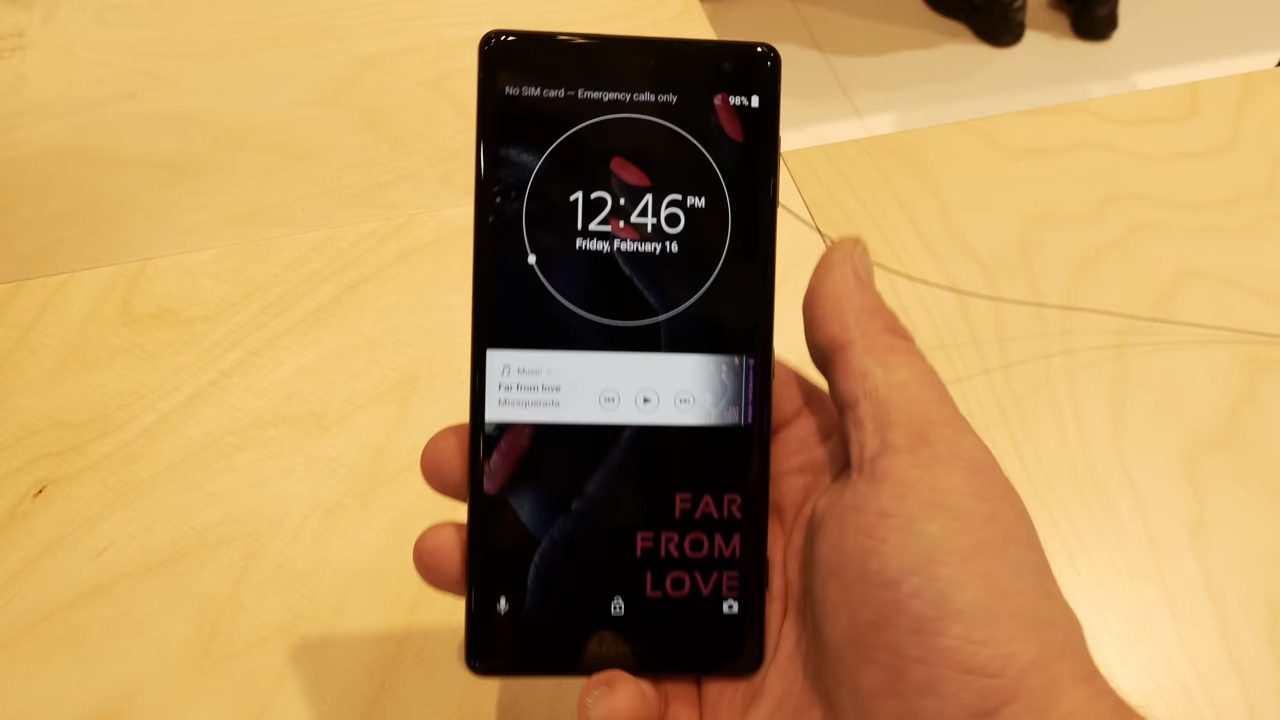 No SIM card — Emergency calls only
98%
12:46 PM
Friday, February 16
Music
Far from love
FAR
FROM
LOVE